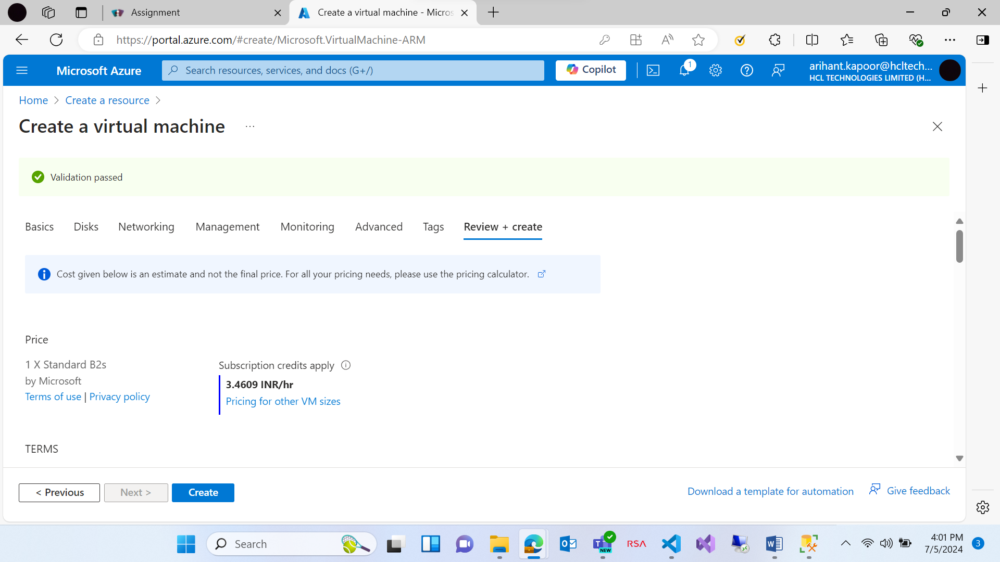 Assignment
Create a virtual machine - Micros
https://portal.azure.com/#create/Microsoft.VirtualMachine-ARM
Microsoft Azure
Search resources, services, and docs (G+/)
Copilot
1
arihant.kapoor@hcltech...
HCL TECHNOLOGIES LIMITED (H...
Home > Create a resource >
Create a virtual machine ...
Validation passed
Basics Disks Networking Management Monitoring Advanced Tags Review + create
Cost given below is an estimate and not the final price. For all your pricing needs, please use the pricing calculator.
Price
1 X Standard B2s
by Microsoft
Terms of use | Privacy policy
Subscription credits apply
3.4609 INR/hr
Pricing for other VM sizes
TERMS
< Previous
Next >
Create
Download a template for automation
Give feedback
Search
NEW
RSA
4:01 PM
7/5/2024
3